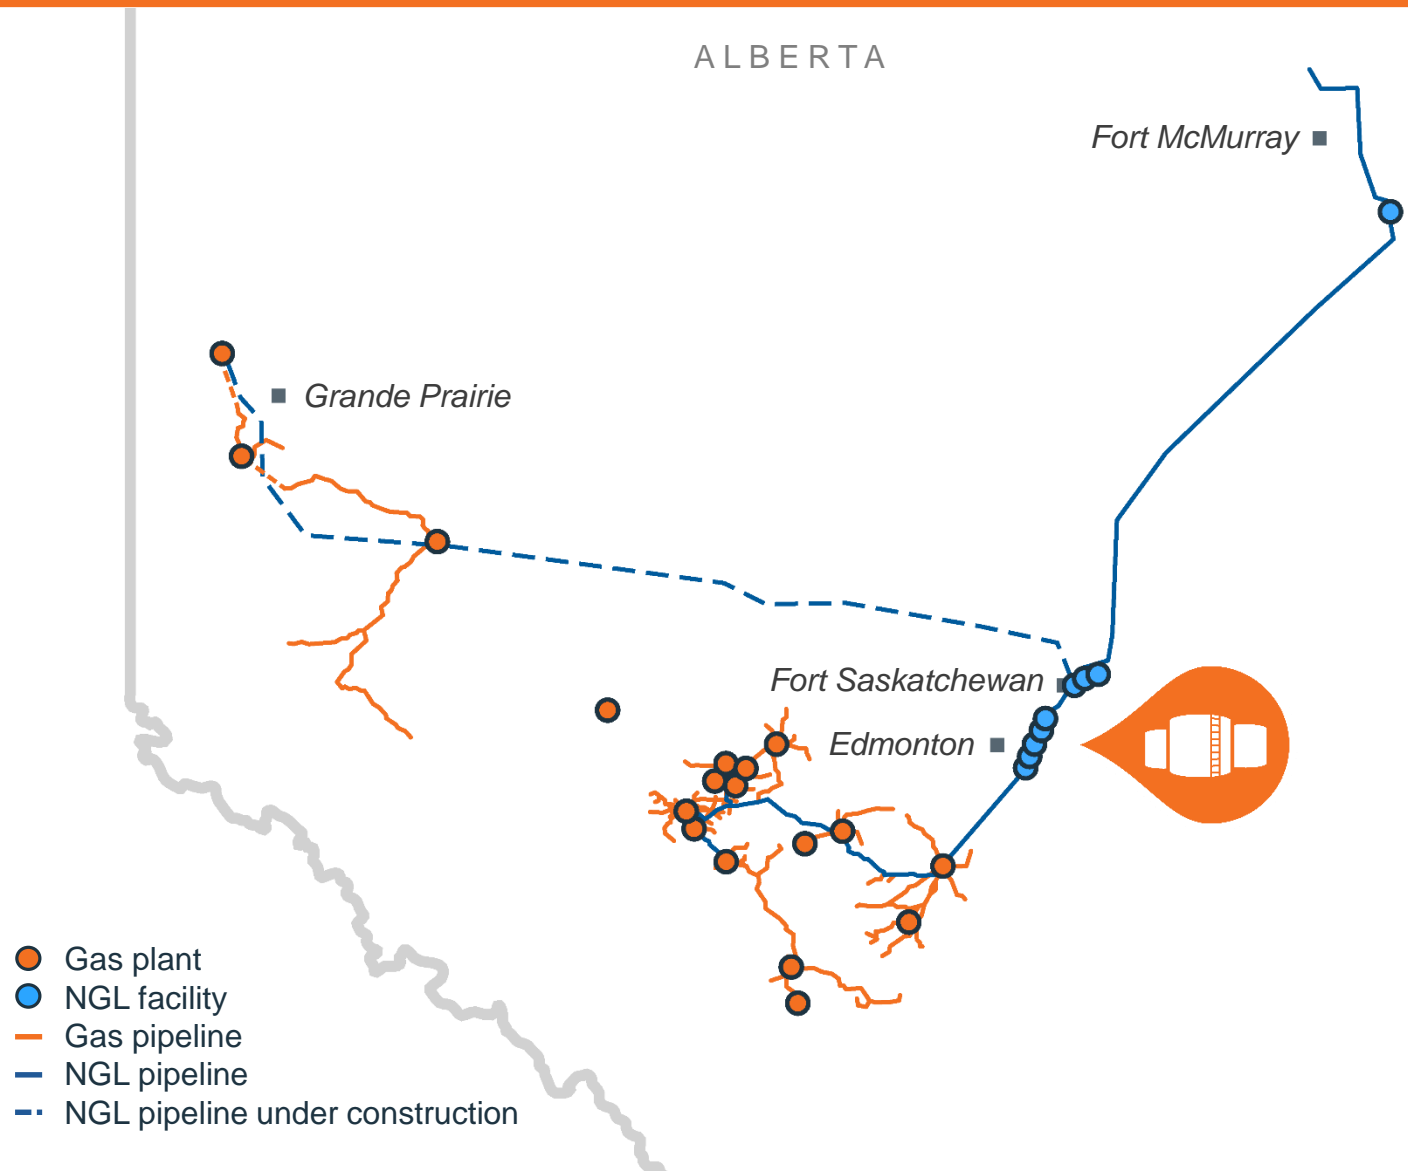 ALBERTA
Fort McMurray
Grande Prairie
Fort Saskatchewan
Edmonton
Gas plant
NGL facility
Gas pipeline
NGL pipeline
NGL pipeline under construction